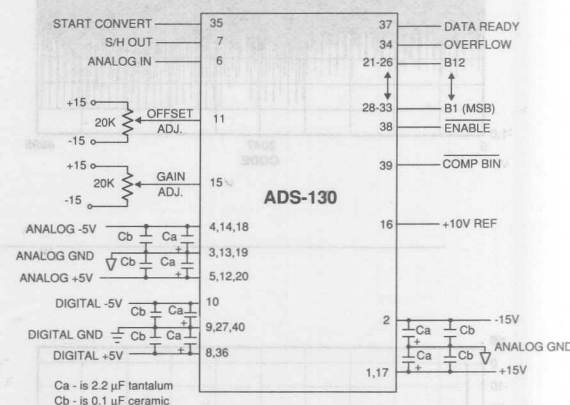 START CONVERT 35
S/H OUT 7
ANALOG IN 6
+15
20K OFFSET ADJ. 11
-15
+15
20K GAIN ADJ. 15
-15
ANALOG -5V 4,14,18
Cb Ca
ANALOG GND 3,13,19
Cb Ca
+
ANALOG +5V 5,12,20
DIGITAL -5V 10
Cb Ca
+
DIGITAL GND 9,27,40
Cb Ca
+
DIGITAL +5V 8,36
Ca - is 2.2 µF tantalum
Cb - is 0.1 µF ceramic
ADS-130
37 DATA READY
34 OVERFLOW
21-26 B12
28-33 B1 (MSB)
38 ENABLE
39 COMP BIN
16 +10V REF
2 -15V
Ca Cb
+
ANALOG GND
Ca Cb
+
1,17 +15V